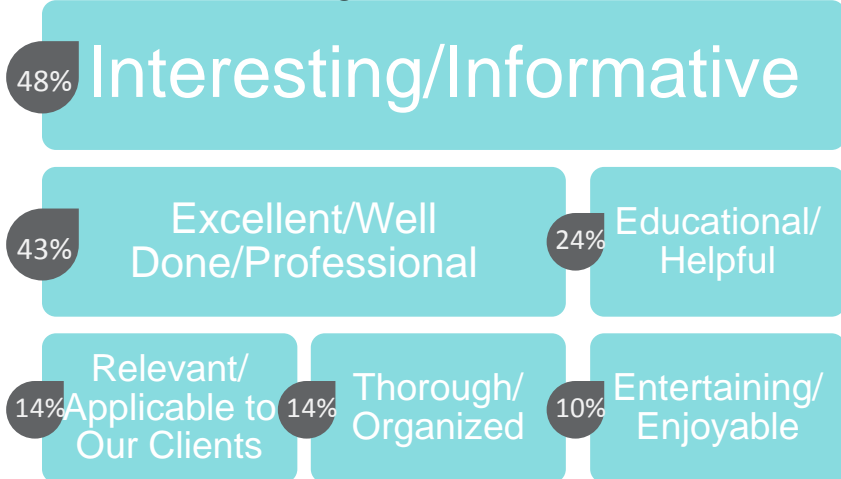 48%
Interesting/Informative
43%
Excellent/Well
Done/Professional
24%
Educational/
Helpful
14%
Relevant/
Applicable to
Our Clients
14%
Thorough/
Organized
10%
Entertaining/
Enjoyable